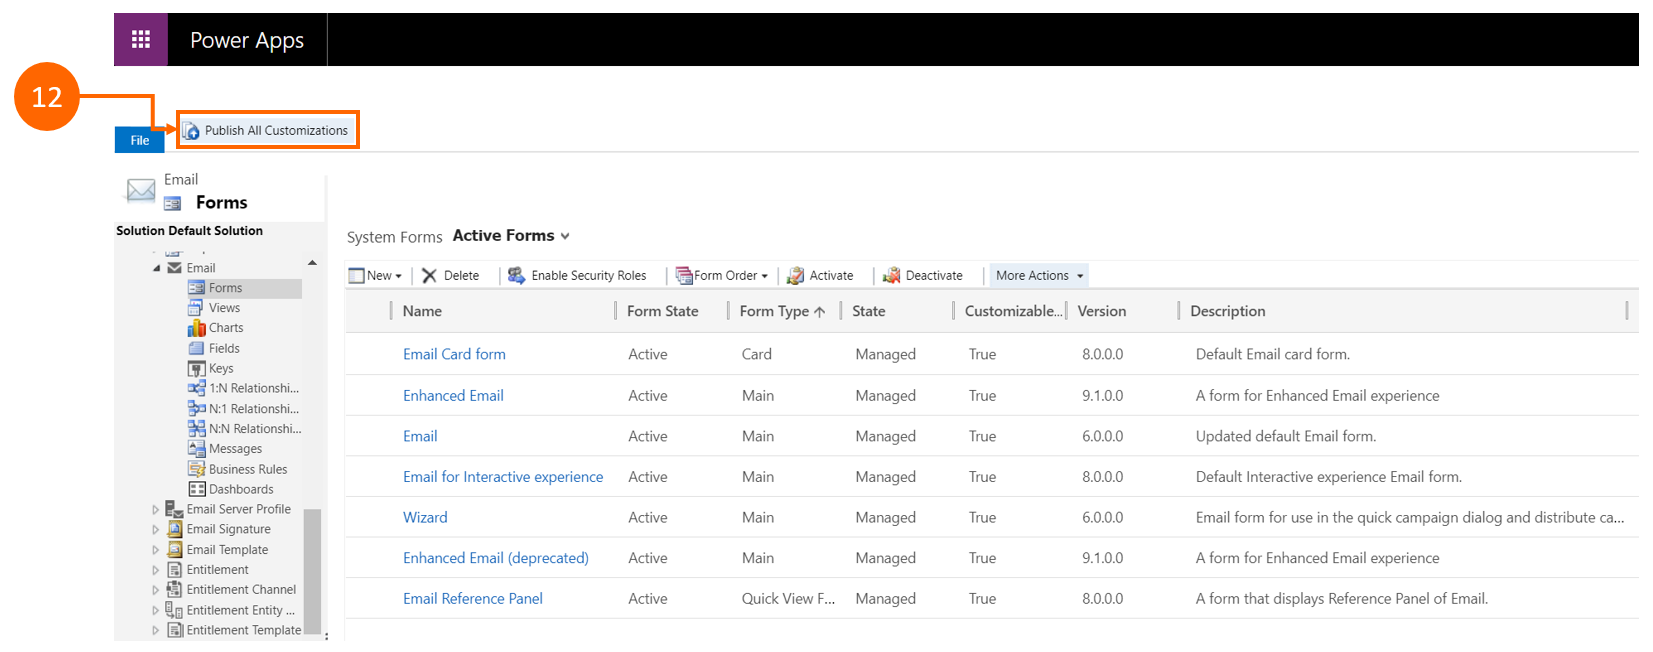 Power Apps
12
Publish All Customizations
File
Email
Forms
Solution Default Solution
Email
Forms
Views
Charts
Fields
Keys
1:N Relationshi...
N:1 Relationshi...
N:N Relationshi...
Messages
Business Rules
Dashboards
Email Server Profile
Email Signature
Email Template
Entitlement
Entitlement Channel
Entitlement Entity ...
Entitlement Template
System Forms Active Forms
New Delete Enable Security Roles Form Order Activate Deactivate More Actions
Name Form State Form Type State Customizable... Version Description
Email Card form Active Card Managed True 8.0.0.0 Default Email card form.
Enhanced Email Active Main Managed True 9.1.0.0 A form for Enhanced Email experience
Email Active Main Managed True 6.0.0.0 Updated default Email form.
Email for Interactive experience Active Main Managed True 8.0.0.0 Default Interactive experience Email form.
Wizard Active Main Managed True 6.0.0.0 Email form for use in the quick campaign dialog and distribute ca...
Enhanced Email (deprecated) Active Main Managed True 9.1.0.0 A form for Enhanced Email experience
Email Reference Panel Active Quick View F... Managed True 8.0.0.0 A form that displays Reference Panel of Email.